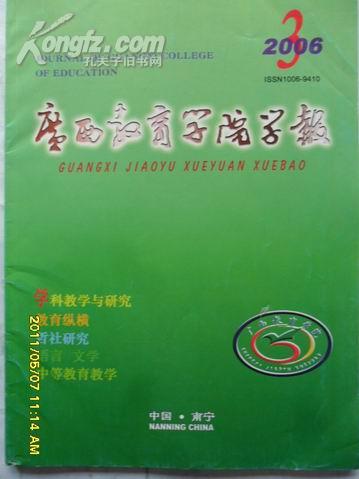 Kongfz.com
孔夫子旧书网
COLLEGE
OF EDUCATION
3
2006
ISSN1006-9410
廣西教育学院学報
GUANGXI JIAOYU XUEYUAN XUEBAO
学科教学与研究
教育纵横
哲社研究
语言 文学
中等教育教学
中国·南宁
NANNING CHINA
2011/05/07 11:14 AM